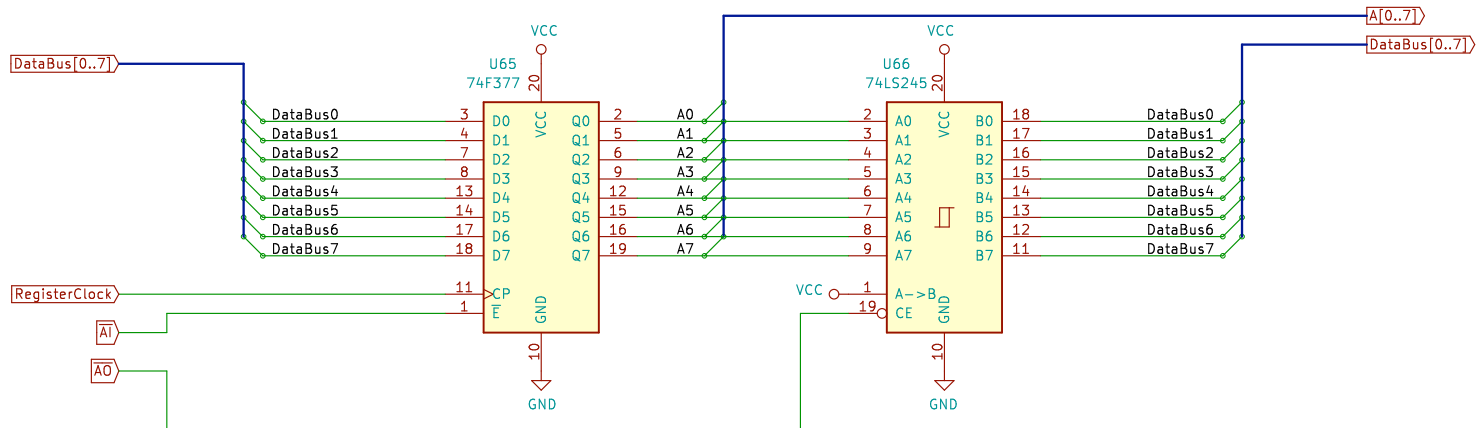 A[0..7]
VCC
VCC
DataBus[0..7]
DataBus[0..7]
U65
U66
74F377
74LS245
20
VCC
20
VCC
DataBus0 3 D0 Q0 2 A0 2 A0 B0 18 DataBus0
DataBus1 4 D1 Q1 5 A1 3 A1 B1 17 DataBus1
DataBus2 7 D2 Q2 6 A2 4 A2 B2 16 DataBus2
DataBus3 8 D3 Q3 9 A3 5 A3 B3 15 DataBus3
DataBus4 13 D4 Q4 12 A4 6 A4 B4 14 DataBus4
DataBus5 14 D5 Q5 15 A5 7 A5 B5 13 DataBus5
DataBus6 17 D6 Q6 16 A6 8 A6 B6 12 DataBus6
DataBus7 18 D7 Q7 19 A7 9 A7 B7 11 DataBus7
RegisterClock 11 CP
VCC 1 A->B
1 E̅
19 CE
GND
GND
A̅I̅
10
10
A̅O̅
GND
GND